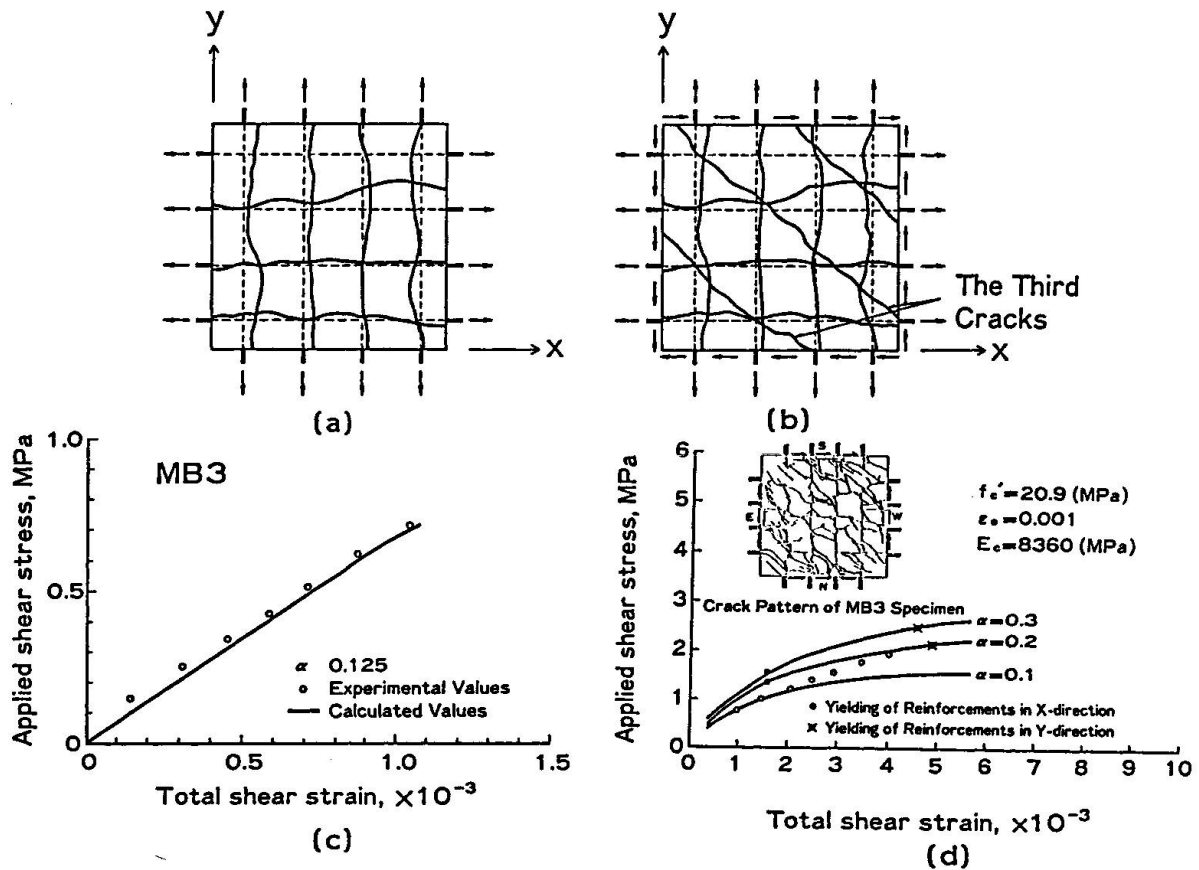 y
x
(a)
y
x
The Third
Cracks
(b)
Applied shear stress, MPa
1.0
0.5
0
MB3
α 0.125
Experimental Values
Calculated Values
0
0.5
1.0
1.5
Total shear strain, ×10⁻³
(c)
Applied shear stress, MPa
6
5
4
3
2
1
0
S
E
W
N
fc'=20.9 (MPa)
ε₀=0.001
Ec=8360 (MPa)
Crack Pattern of MB3 Specimen
α=0.3
α=0.2
α=0.1
Yielding of Reinforcements in X-direction
Yielding of Reinforcements in Y-direction
0 1 2 3 4 5 6 7 8 9 10
Total shear strain, ×10⁻³
(d)